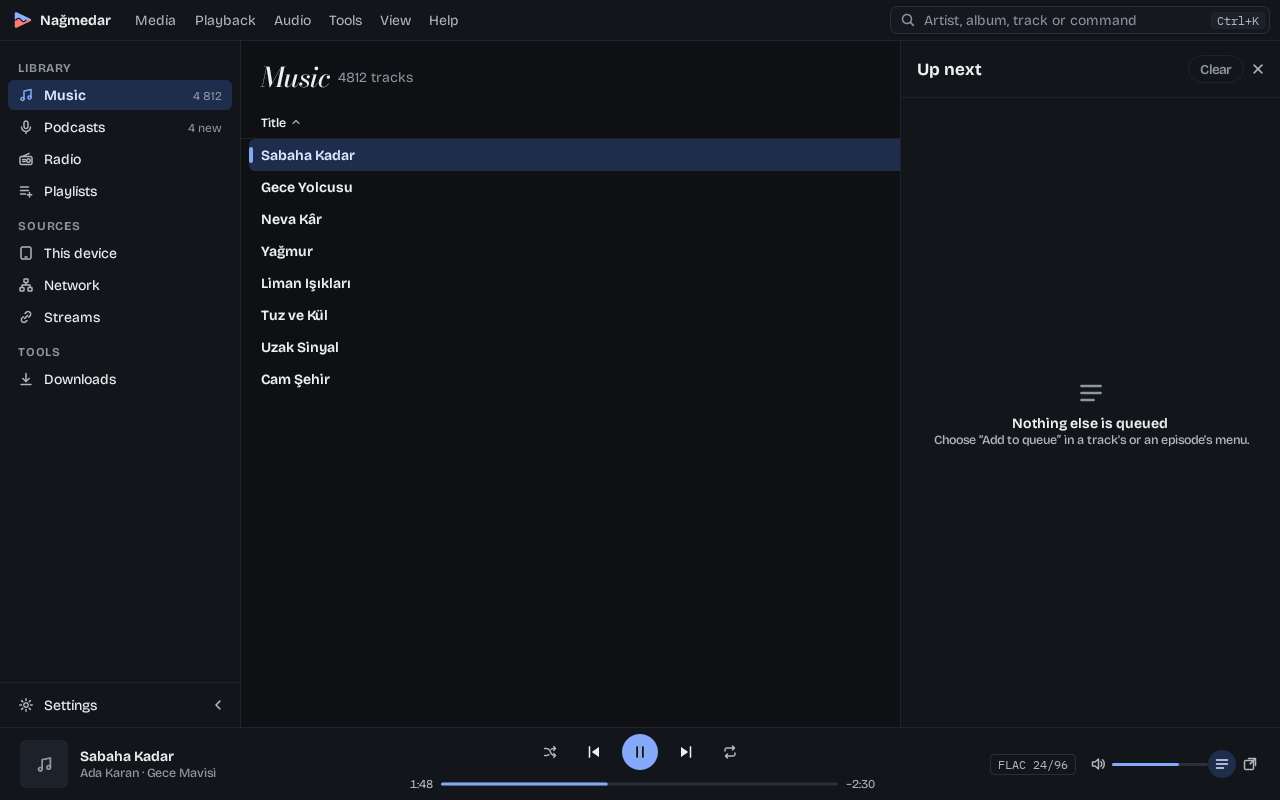 Nağmedar Media Playback Audio Tools View Help Artist, album, track or command Ctrl+K
LIBRARY
Music 4 812
Podcasts 4 new
Radio
Playlists
SOURCES
This device
Network
Streams
TOOLS
Downloads
Settings
Music 4812 tracks
Title
Sabaha Kadar
Gece Yolcusu
Neva Kâr
Yağmur
Liman Işıkları
Tuz ve Kül
Uzak Sinyal
Cam Şehir
Up next Clear
Nothing else is queued
Choose “Add to queue” in a track's or an episode's menu.
Sabaha Kadar
Ada Karan · Gece Mavisi
1:48 −2:30
FLAC 24/96